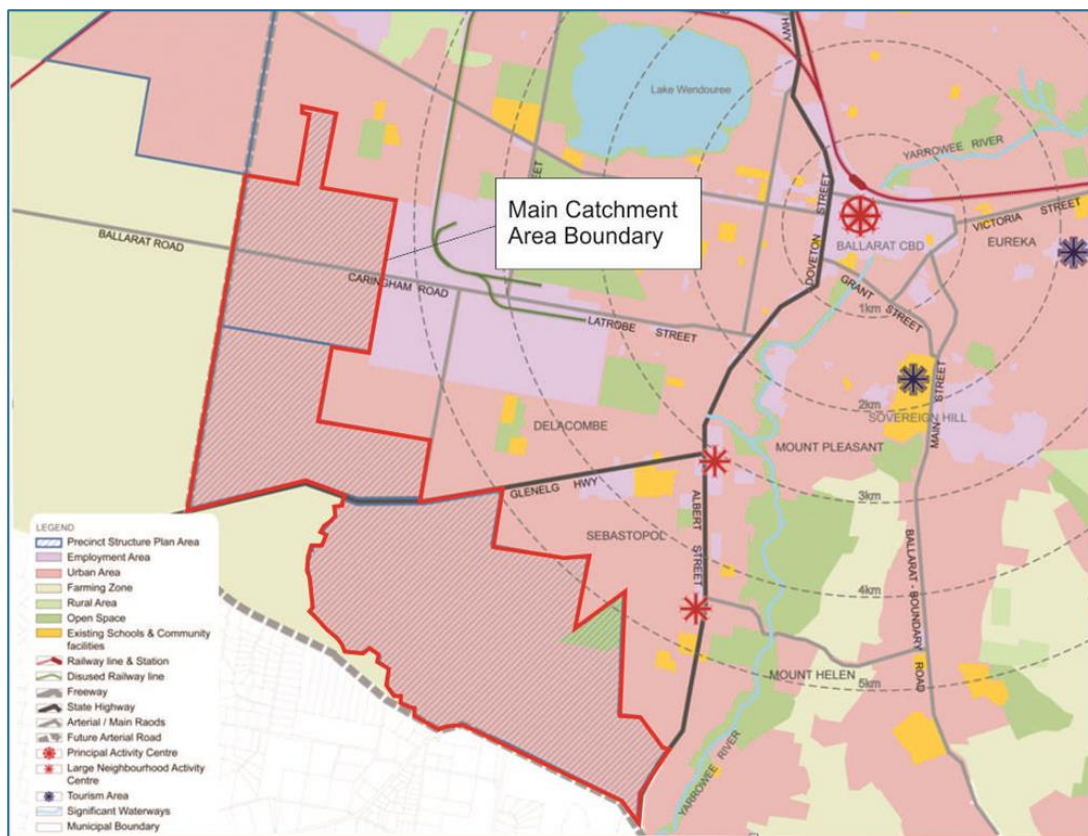 HWY
Lake Wendouree
YARROWEE RIVER
STREET
Main Catchment
Area Boundary
DOVETON STREET
VICTORIA STREET
BALLARAT ROAD
BALLARAT CBD
EUREKA
CARINGHAM ROAD
GRANT STREET
1km
LATROBE STREET
MAIN STREET
2km
SOVEREIGN HILL
DELACOMBE
MOUNT PLEASANT
GLENELG HWY
3km
ALBERT STREET
SEBASTOPOL
BALLARAT - BOUNDARY ROAD
4km
MOUNT HELEN
5km
YARROWEE RIVER
LEGEND
Precinct Structure Plan Area
Employment Area
Urban Area
Farming Zone
Rural Area
Open Space
Existing Schools & Community
facilities
Railway line & Station
Disused Railway line
Freeway
State Highway
Arterial / Main Raods
Future Arterial Road
Principal Activity Centre
Large Neighbourhood Activity
Centre
Tourism Area
Significant Waterways
Municipal Boundary